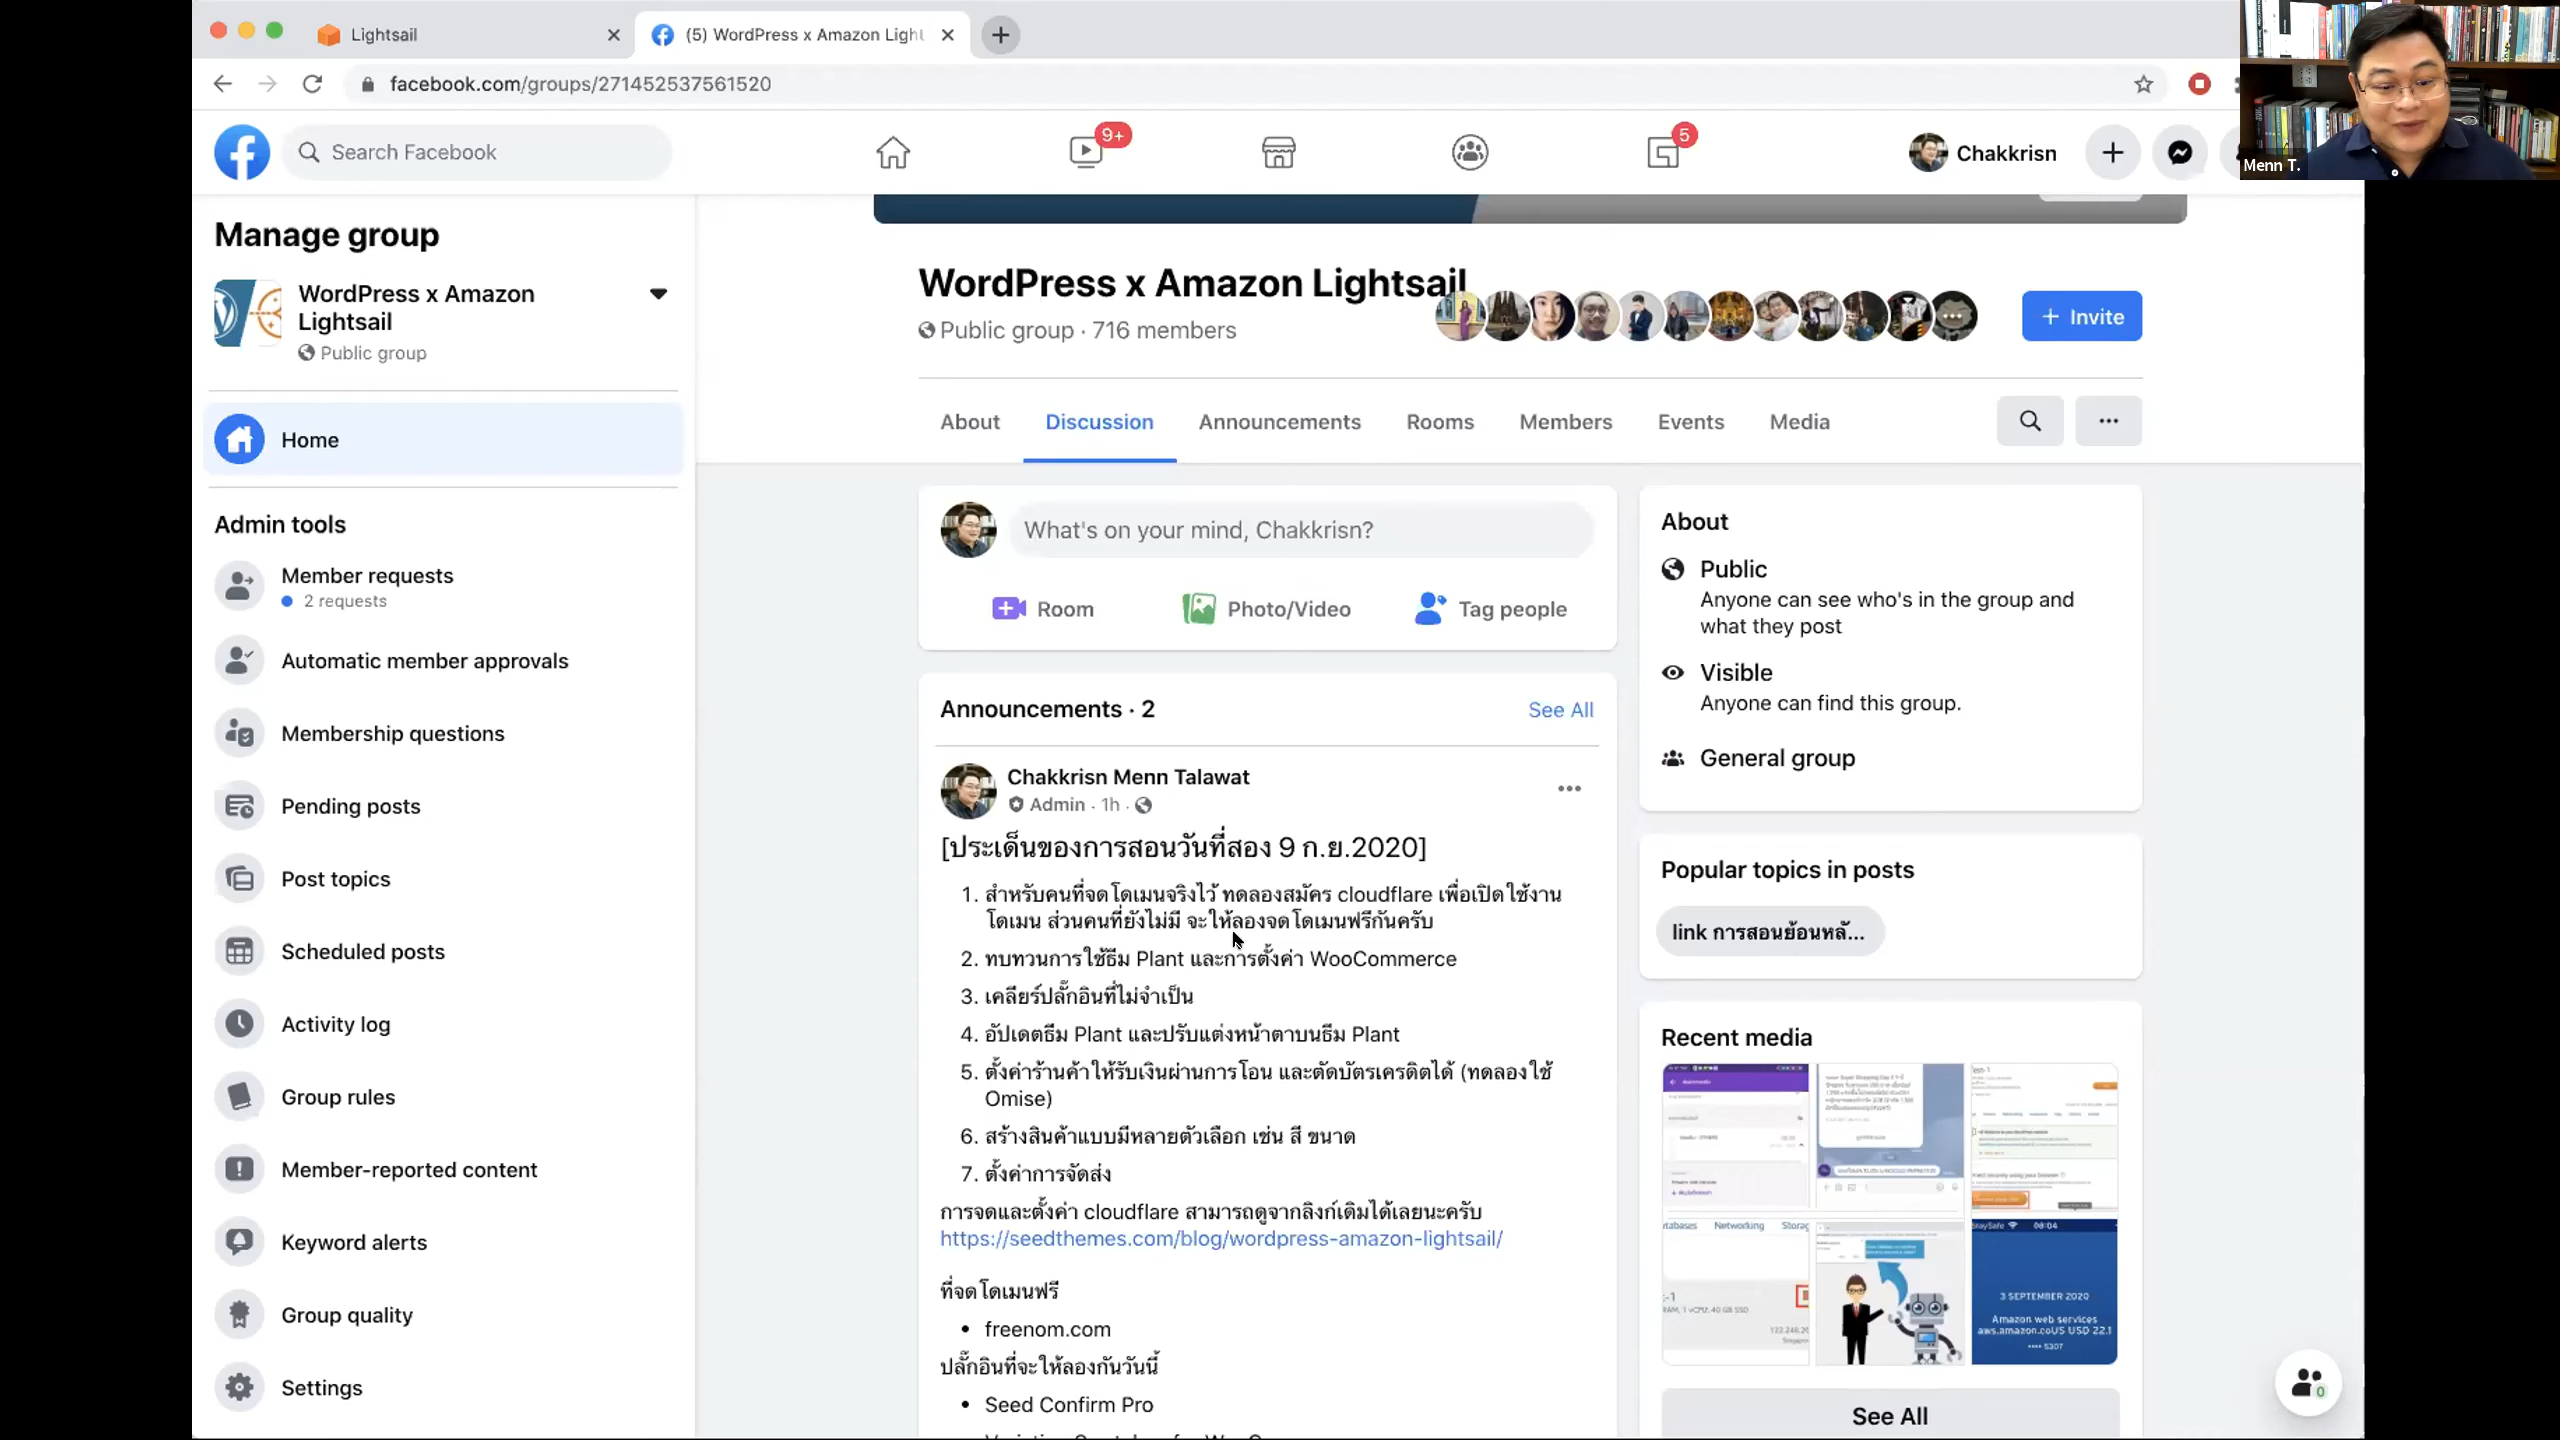 Lightsail
(5) WordPress x Amazon Light
facebook.com/groups/271452537561520
Menn T.
Search Facebook
9+
5
Chakkrisn
Manage group
WordPress x Amazon
Lightsail
Public group
Home
Admin tools
Member requests
2 requests
Automatic member approvals
Membership questions
Pending posts
Post topics
Scheduled posts
Activity log
Group rules
Member-reported content
Keyword alerts
Group quality
Settings
WordPress x Amazon Lightsail
Public group · 716 members
+ Invite
About
Discussion
Announcements
Rooms
Members
Events
Media
What's on your mind, Chakkrisn?
Room
Photo/Video
Tag people
Announcements · 2
See All
Chakkrisn Menn Talawat
Admin · 1h ·
[ประเด็นของการสอนวันที่สอง 9 ก.ย.2020]
1. สำหรับคนที่จดโดเมนจริงไว้ ทดลองสมัคร cloudflare เพื่อเปิดใช้งาน
โดเมน ส่วนคนที่ยังไม่มี จะให้ลองจดโดเมนฟรีกันครับ
2. ทบทวนการใช้ธีม Plant และการตั้งค่า WooCommerce
3. เคลียร์ปลั๊กอินที่ไม่จำเป็น
4. อัปเดตธีม Plant และปรับแต่งหน้าตาบนธีม Plant
5. ตั้งค่าร้านค้าให้รับเงินผ่านการโอน และตัดบัตรเครดิตได้ (ทดลองใช้
Omise)
6. สร้างสินค้าแบบมีหลายตัวเลือก เช่น สี ขนาด
7. ตั้งค่าการจัดส่ง
การจดและตั้งค่า cloudflare สามารถดูจากลิงก์เดิมได้เลยนะครับ
https://seedthemes.com/blog/wordpress-amazon-lightsail/
ที่จดโดเมนฟรี
• freenom.com
ปลั๊กอินที่จะให้ลองกันวันนี้
• Seed Confirm Pro
About
Public
Anyone can see who's in the group and
what they post
Visible
Anyone can find this group.
General group
Popular topics in posts
link การสอนย้อนหลั...
Recent media
tabases Networking Storag
3 SEPTEMBER 2020
Amazon web services
aws.amazon.coUS USD 22.1
5307
08:04
See All
0